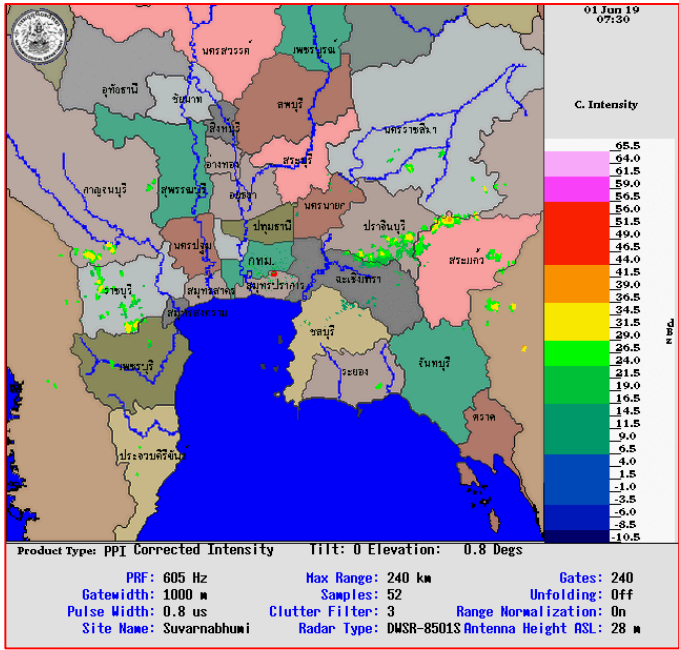 01 Jun 19
07:30
C. Intensity
65.5
64.0
61.5
59.0
56.5
56.0
51.5
49.0
46.5
44.0
41.5
39.0
36.5
34.5
31.5
29.0
26.5
24.0
21.5
19.0
16.5
14.5
11.5
9.0
6.5
4.0
1.5
-1.0
-3.5
-6.0
-8.5
-10.5
นครสวรรค์
เพชรบูรณ์
อุทัยธานี
ชัยนาท
ลพบุรี
สิงห์บุรี
นครราชสีมา
อ่างทอง
สระบุรี
กาญจนบุรี
สุพรรณบุรี
อยุธยา
นครนายก
ปทุมธานี
ปราจีนบุรี
นครปฐม
กทม.
สระแก้ว
ราชบุรี
สมุทรสาคร
สมุทรปราการ
ฉะเชิงเทรา
สมุทรสงคราม
ชลบุรี
เพชรบุรี
ระยอง
จันทบุรี
ตราด
ประจวบคีรีขันธ์
Product Type: PPI Corrected Intensity Tilt: 0 Elevation: 0.8 Degs
PRF: 605 Hz Max Range: 240 km Gates: 240
Gatewidth: 1000 m Samples: 52 Unfolding: Off
Pulse Width: 0.8 us Clutter Filter: 3 Range Normalization: On
Site Name: Suvarnabhumi Radar Type: DWSR-8501S Antenna Height ASL: 28 m